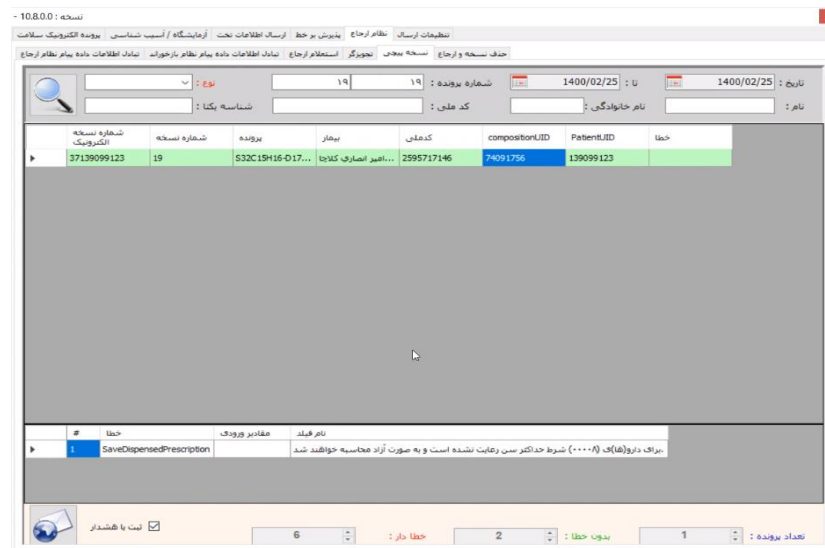 نسخه : 10.8.0.0 -
تنظیمات ارسال نظام ارجاع پذیرش بر خط ارسال اطلاعات تخت آزمایشگاه / آسیب شناسی پرونده الکترونیک سلامت
حذف نسخه و ارجاع نسخه پیچی تجویزگر استعلام ارجاع تبادل اطلاعات داده پیام نظام بازخوراند تبادل اطلاعات داده پیام نظام ارجاع
تاریخ : 1400/02/25 تا : 1400/02/25 شماره پرونده : ۱۹ ۱۹ نوع :
نام : نام خانوادگی : کد ملی : شناسه یکتا :
شماره نسخه الکترونیک شماره نسخه پرونده بیمار کدملی compositionUID PatientUID خطا
37139099123 19 S32C15H16-D17... امیر انصاری کلاچا... 2595717146 74091756 139099123
# خطا مقادیر ورودی نام فیلد
1 SaveDispensedPrescription برای دارو(ها)ی (۰۰۰۰۸) شرط حداکثر سن رعایت نشده است و به صورت آزاد محاسبه خواهند شد.
ثبت با هشدار
تعداد پرونده : 1 بدون خطا : 2 خطا دار : 6